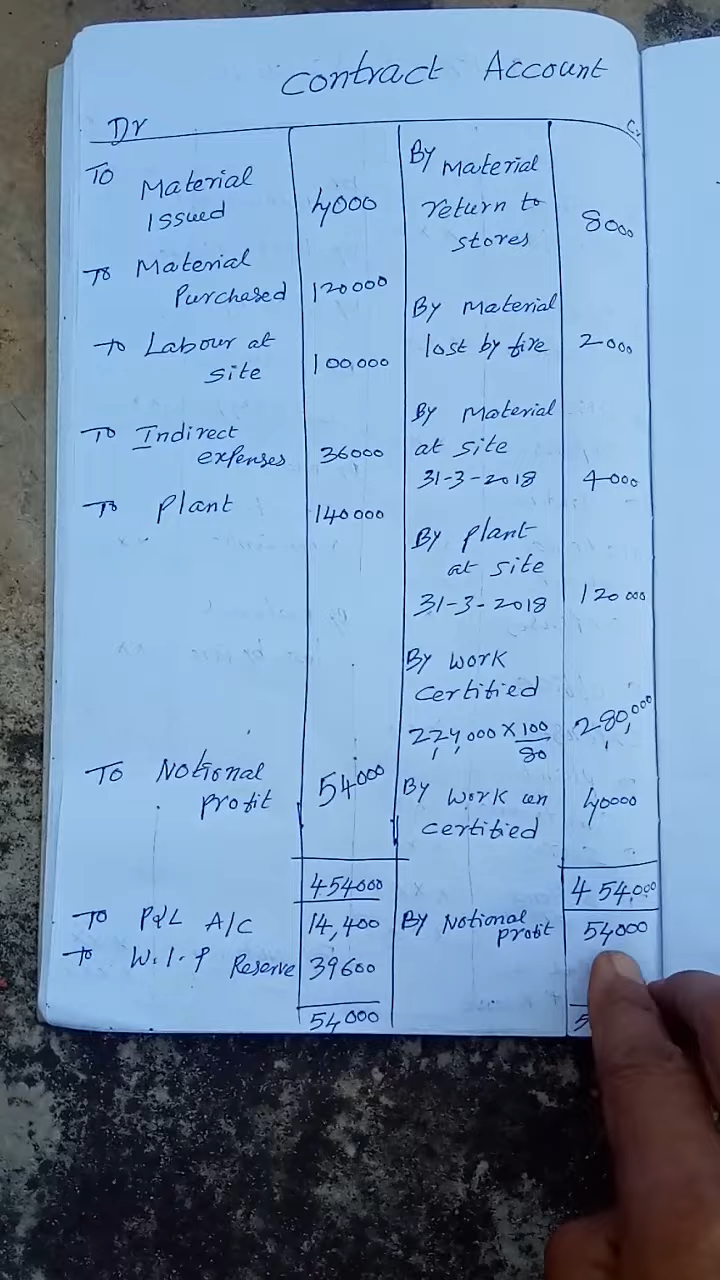 Contract Account
Dr
Cr
To Material
Issued 4000
To Material
Purchased 120000
To Labour at
site 100,000
To Indirect
expenses 36000
To Plant 140000
To Notional
Profit 54000
454000
To P&L A/C 14,400
To W.I.P Reserve 39600
54000
By Material
return to
stores 8000
By Material
lost by fire 2000
By Material
at site
31-3-2018 4000
By Plant
at site
31-3-2018 120000
By Work
Certified
224,000 X 100/80 280,000
By Work un
certified 40000
454,000
By Notional
profit 54000
5